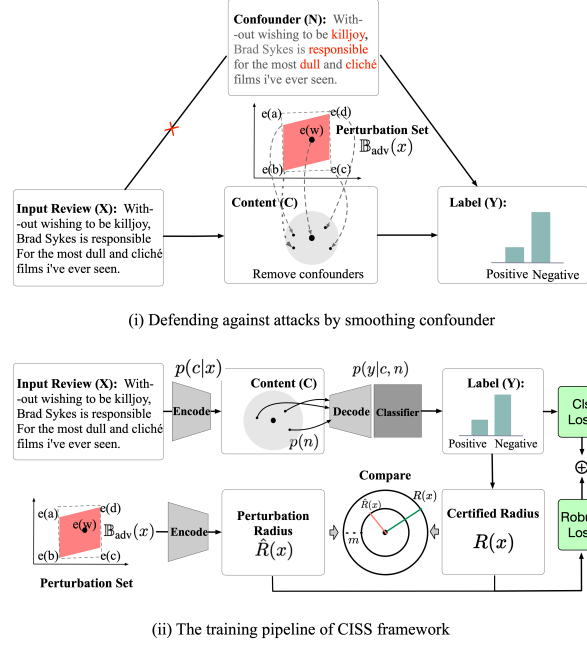 Confounder (N): With-
-out wishing to be killjoy,
Brad Sykes is responsible
for the most dull and cliché
films i've ever seen.
e(a)
e(d)
e(w)
Perturbation Set
𝔹adv(x)
e(b)
e(c)
Input Review (X): With-
-out wishing to be killjoy,
Brad Sykes is responsible
For the most dull and cliché
films i've ever seen.
Content (C)
Remove confounders
Label (Y):
Positive Negative
(i) Defending against attacks by smoothing confounder
Input Review (X): With-
-out wishing to be killjoy,
Brad Sykes is responsible
For the most dull and cliché
films i've ever seen.
p(c|x)
Encode
Content (C)
p(n)
p(y|c, n)
Decode
Classifier
Label (Y):
Positive Negative
Loss
⊕
e(a)
e(d)
e(w)
𝔹adv(x)
e(b)
e(c)
Perturbation Set
Encode
Perturbation
Radius
R̂(x)
Compare
R̂(x)
R(x)
m
Certified Radius
R(x)
(ii) The training pipeline of CISS framework